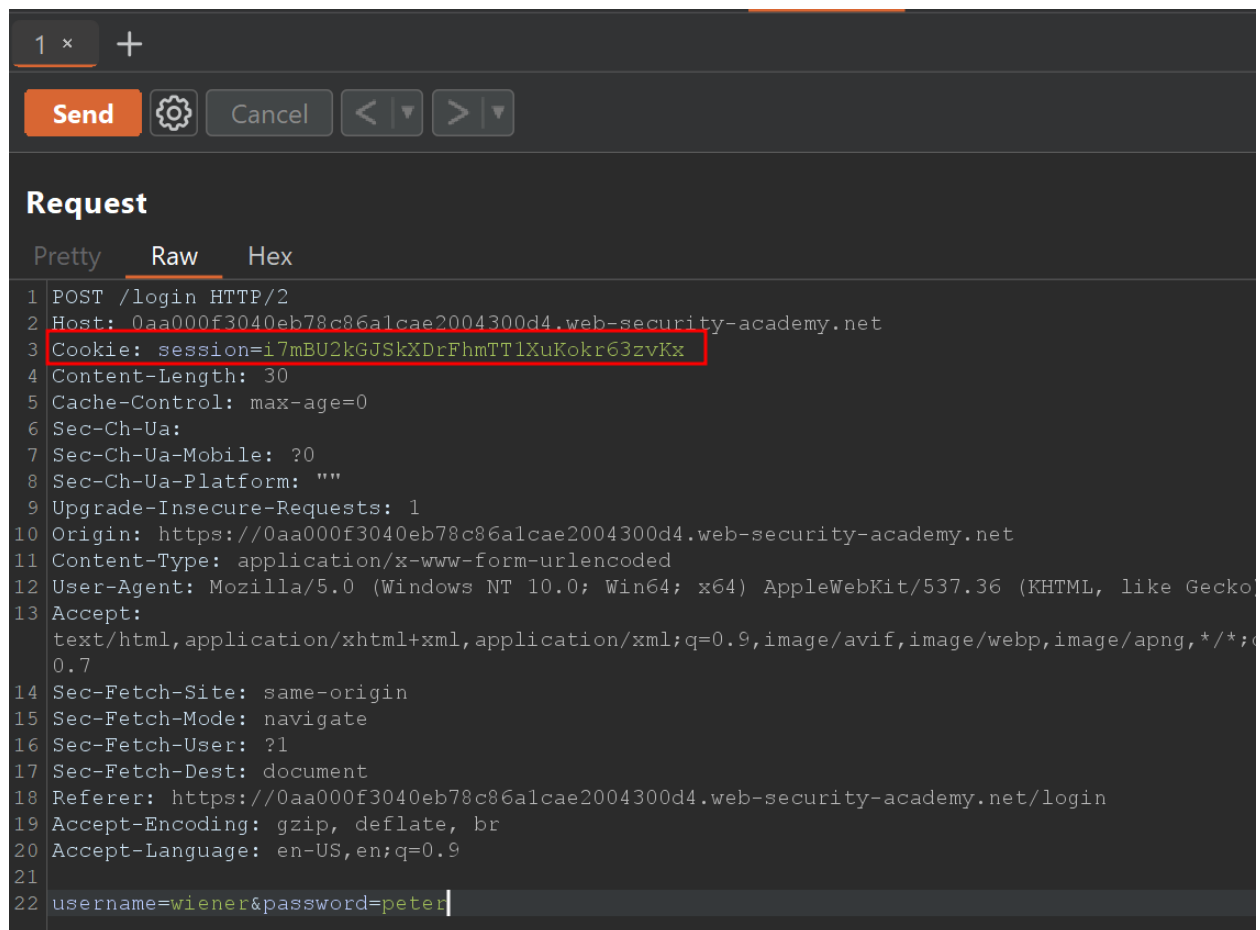 1 × +
Send Cancel < ▼ > ▼
Request
Pretty Raw Hex
1 POST /login HTTP/2
2 Host: 0aa000f3040eb78c86a1cae2004300d4.web-security-academy.net
3 Cookie: session=i7mBU2kGJSkXDrFhmTT1XuKokr63zvKx
4 Content-Length: 30
5 Cache-Control: max-age=0
6 Sec-Ch-Ua:
7 Sec-Ch-Ua-Mobile: ?0
8 Sec-Ch-Ua-Platform: ""
9 Upgrade-Insecure-Requests: 1
10 Origin: https://0aa000f3040eb78c86a1cae2004300d4.web-security-academy.net
11 Content-Type: application/x-www-form-urlencoded
12 User-Agent: Mozilla/5.0 (Windows NT 10.0; Win64; x64) AppleWebKit/537.36 (KHTML, like Gecko)
13 Accept:
text/html,application/xhtml+xml,application/xml;q=0.9,image/avif,image/webp,image/apng,*/*;
0.7
14 Sec-Fetch-Site: same-origin
15 Sec-Fetch-Mode: navigate
16 Sec-Fetch-User: ?1
17 Sec-Fetch-Dest: document
18 Referer: https://0aa000f3040eb78c86a1cae2004300d4.web-security-academy.net/login
19 Accept-Encoding: gzip, deflate, br
20 Accept-Language: en-US,en;q=0.9
21
22 username=wiener&password=peter